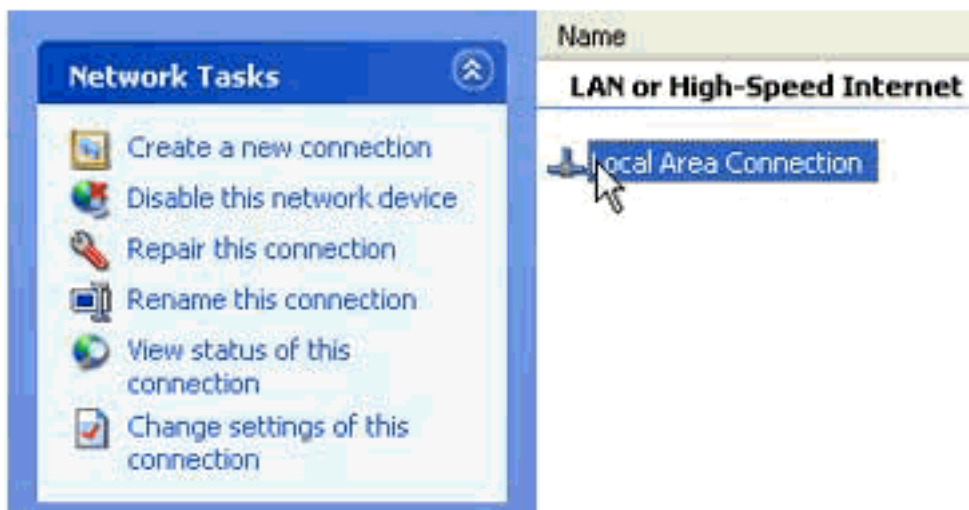 Network Tasks
Create a new connection
Disable this network device
Repair this connection
Rename this connection
View status of this
connection
Change settings of this
connection
Name
LAN or High-Speed Internet
Local Area Connection